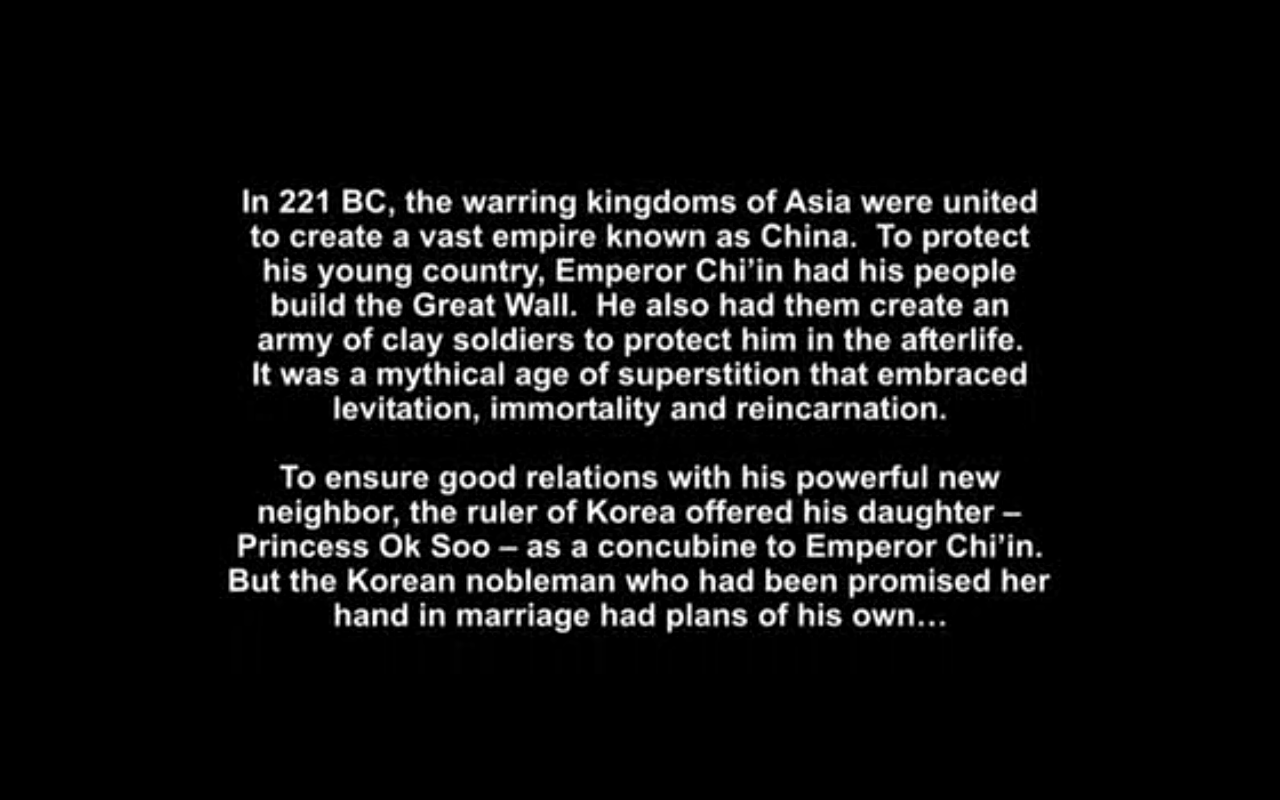 In 221 BC, the warring kingdoms of Asia were united
to create a vast empire known as China.  To protect
his young country, Emperor Chi’in had his people
build the Great Wall.  He also had them create an
army of clay soldiers to protect him in the afterlife.
It was a mythical age of superstition that embraced
levitation, immortality and reincarnation.
To ensure good relations with his powerful new
neighbor, the ruler of Korea offered his daughter –
Princess Ok Soo – as a concubine to Emperor Chi’in.
But the Korean nobleman who had been promised her
hand in marriage had plans of his own…